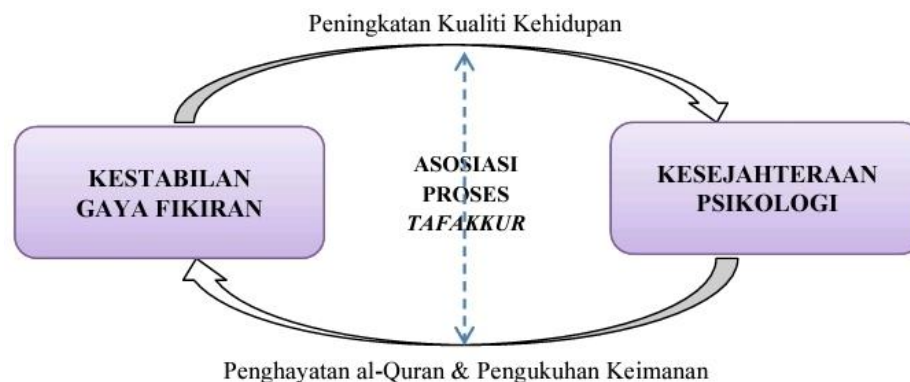 Peningkatan Kualiti Kehidupan
KESTABILAN
GAYA FIKIRAN
ASOSIASI
PROSES
TAFAKKUR
KESEJAHTERAAN
PSIKOLOGI
Penghayatan al-Quran & Pengukuhan Keimanan